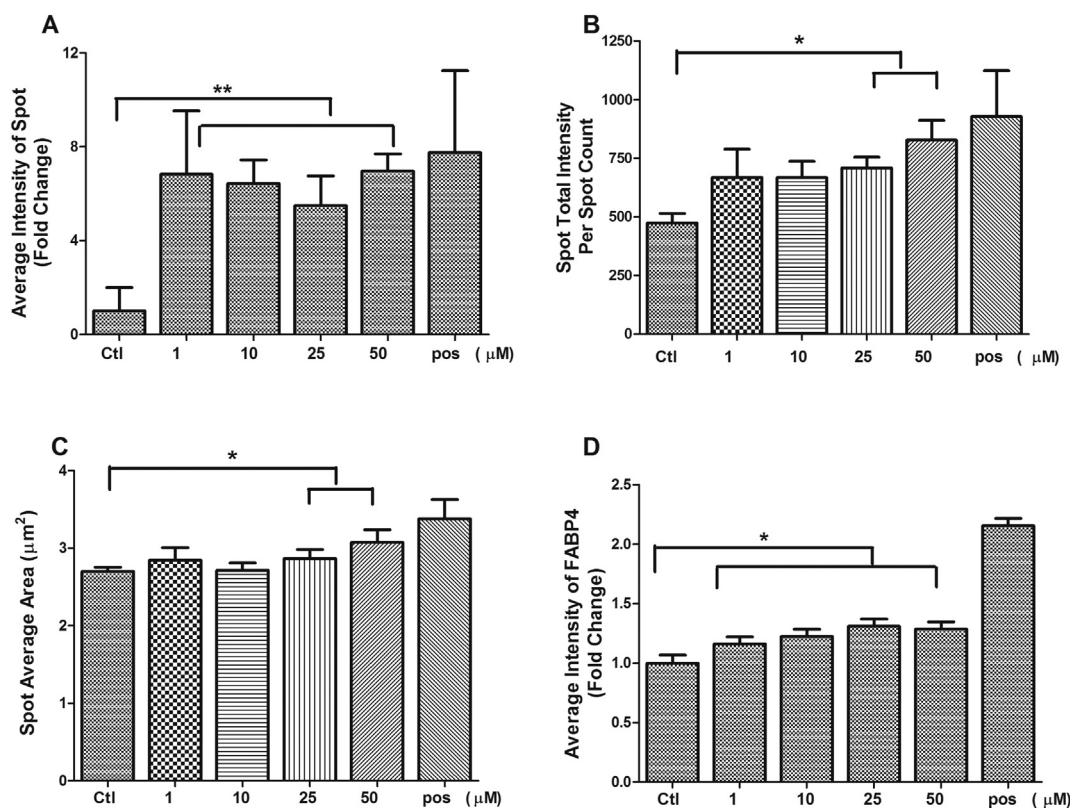 A
Average Intensity of Spot
(Fold Change)
12
8
4
0
**
Ctl 1 10 25 50 pos ( μM)
B
Spot Total Intensity
Per Spot Count
1250
1000
750
500
250
0
*
Ctl 1 10 25 50 pos ( μM)
C
Spot Average Area (μm²)
4
3
2
1
0
*
Ctl 1 10 25 50 pos ( μM)
D
Average Intensity of FABP4
(Fold Change)
2.5
2.0
1.5
1.0
0.5
0.0
*
Ctl 1 10 25 50 pos ( μM)